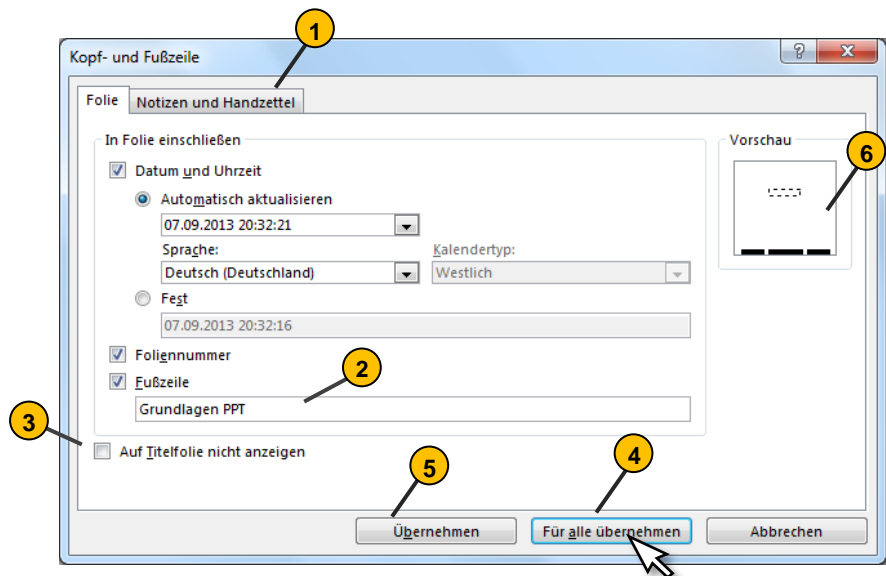 1
Kopf- und Fußzeile
Folie
Notizen und Handzettel
In Folie einschließen
Vorschau
6
Datum und Uhrzeit
Automatisch aktualisieren
07.09.2013 20:32:21
Sprache:
Kalendertyp:
Deutsch (Deutschland)
Westlich
Fest
07.09.2013 20:32:16
Foliennummer
2
Fußzeile
Grundlagen PPT
3
Auf Titelfolie nicht anzeigen
5
4
Übernehmen
Für alle übernehmen
Abbrechen